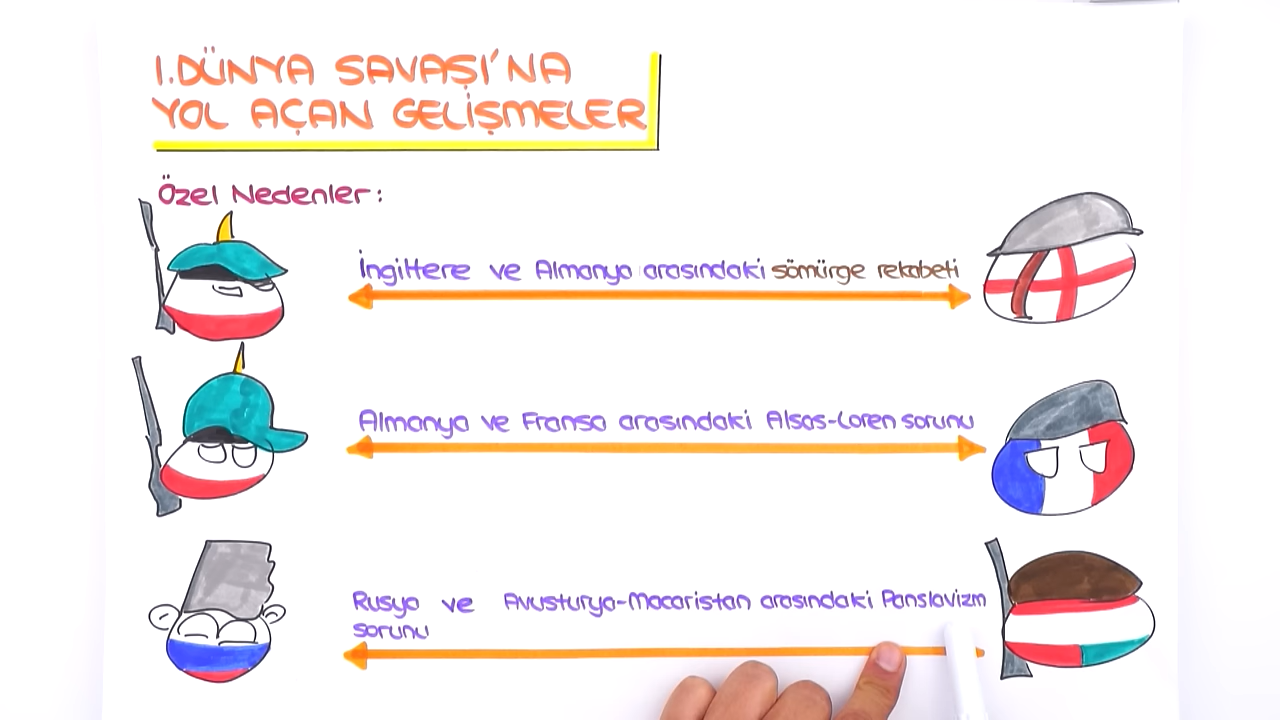 1.DÜNYA SAVAŞI'NA
YOL AÇAN GELİŞMELER
Özel Nedenler:
İngiltere ve Almanya arasındaki sömürge rekabeti
Almanya ve Fransa arasındaki Alsas-Loren sorunu
Rusya ve Avusturya-Macaristan arasındaki Panslavizm
sorunu